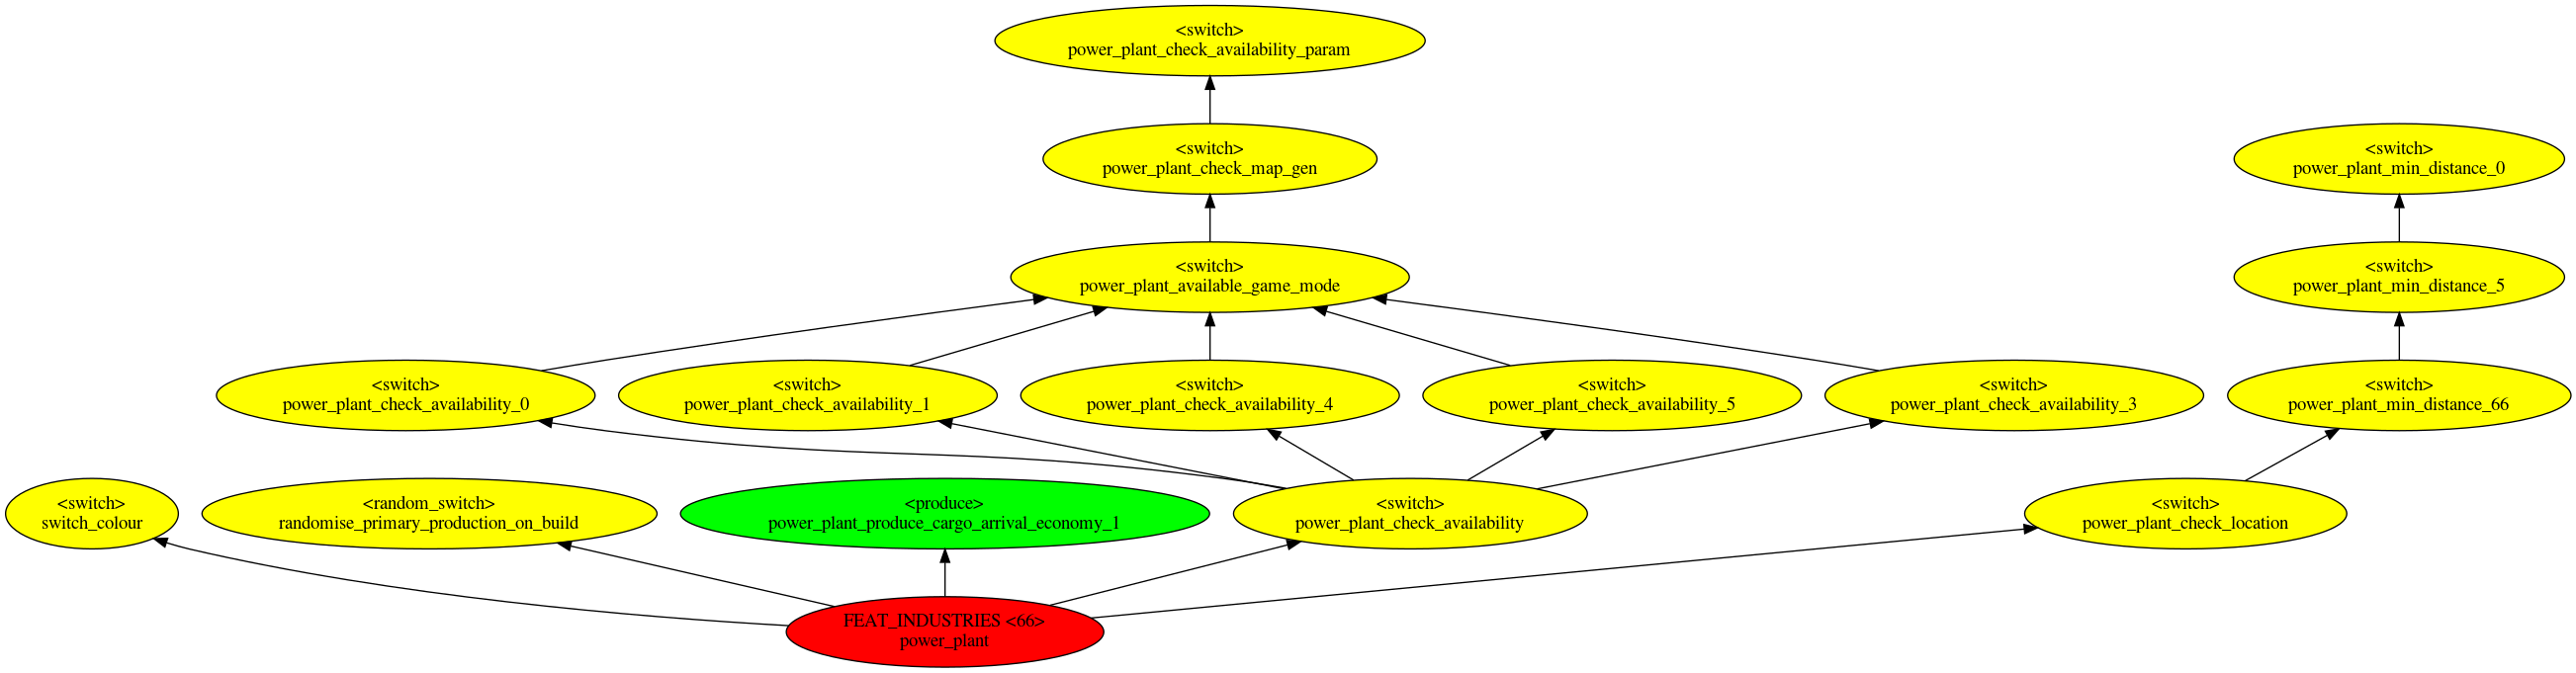 <switch>
power_plant_check_availability_param
<switch>
power_plant_check_map_gen
<switch>
power_plant_min_distance_0
<switch>
power_plant_available_game_mode
<switch>
power_plant_min_distance_5
<switch>
power_plant_check_availability_0
<switch>
power_plant_check_availability_1
<switch>
power_plant_check_availability_4
<switch>
power_plant_check_availability_5
<switch>
power_plant_check_availability_3
<switch>
power_plant_min_distance_66
<switch>
switch_colour
<random_switch>
randomise_primary_production_on_build
<produce>
power_plant_produce_cargo_arrival_economy_1
<switch>
power_plant_check_availability
<switch>
power_plant_check_location
FEAT_INDUSTRIES <66>
power_plant